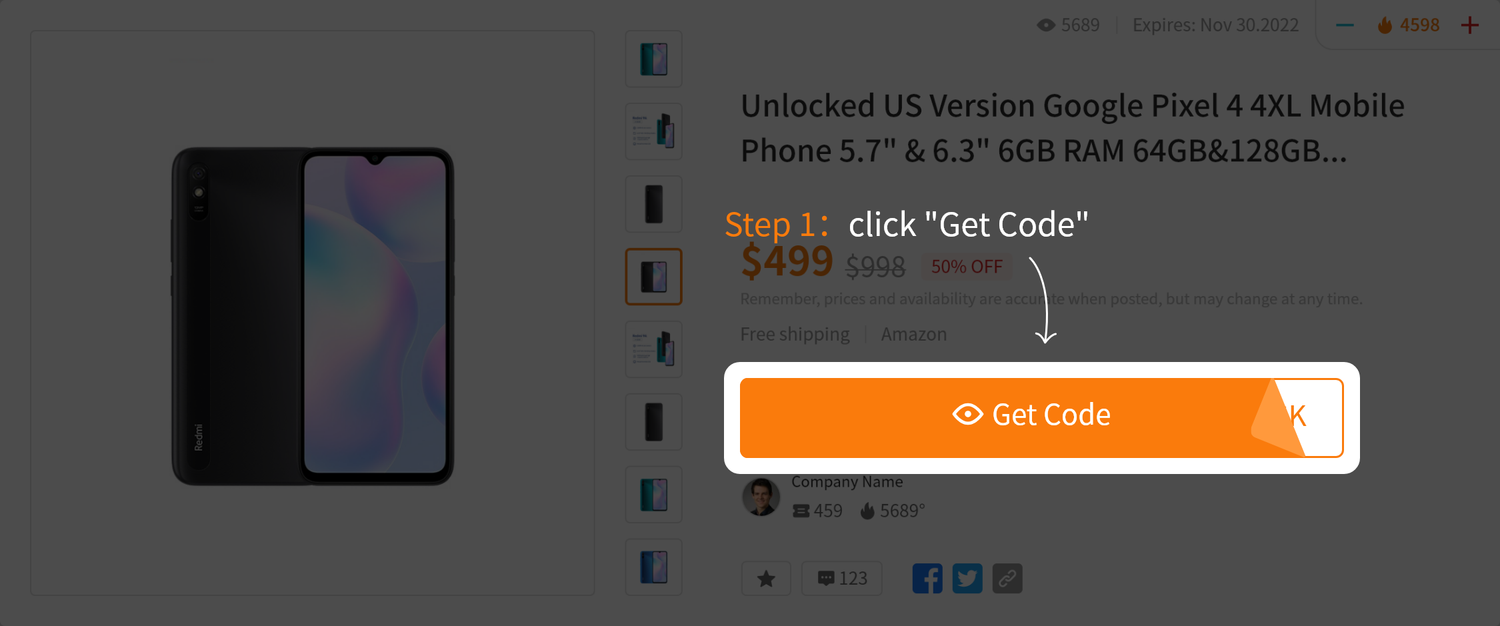 5689
Expires: Nov 30.2022
4598
Unlocked US Version Google Pixel 4 4XL Mobile
Phone 5.7" & 6.3" 6GB RAM 64GB&128GB...
Step 1： click "Get Code"
$499 $998 50% OFF
Remember, prices and availability are accurate when posted, but may change at any time.
Free shipping
Amazon
Get Code
K
Company Name
459
5689°
123
Redmi